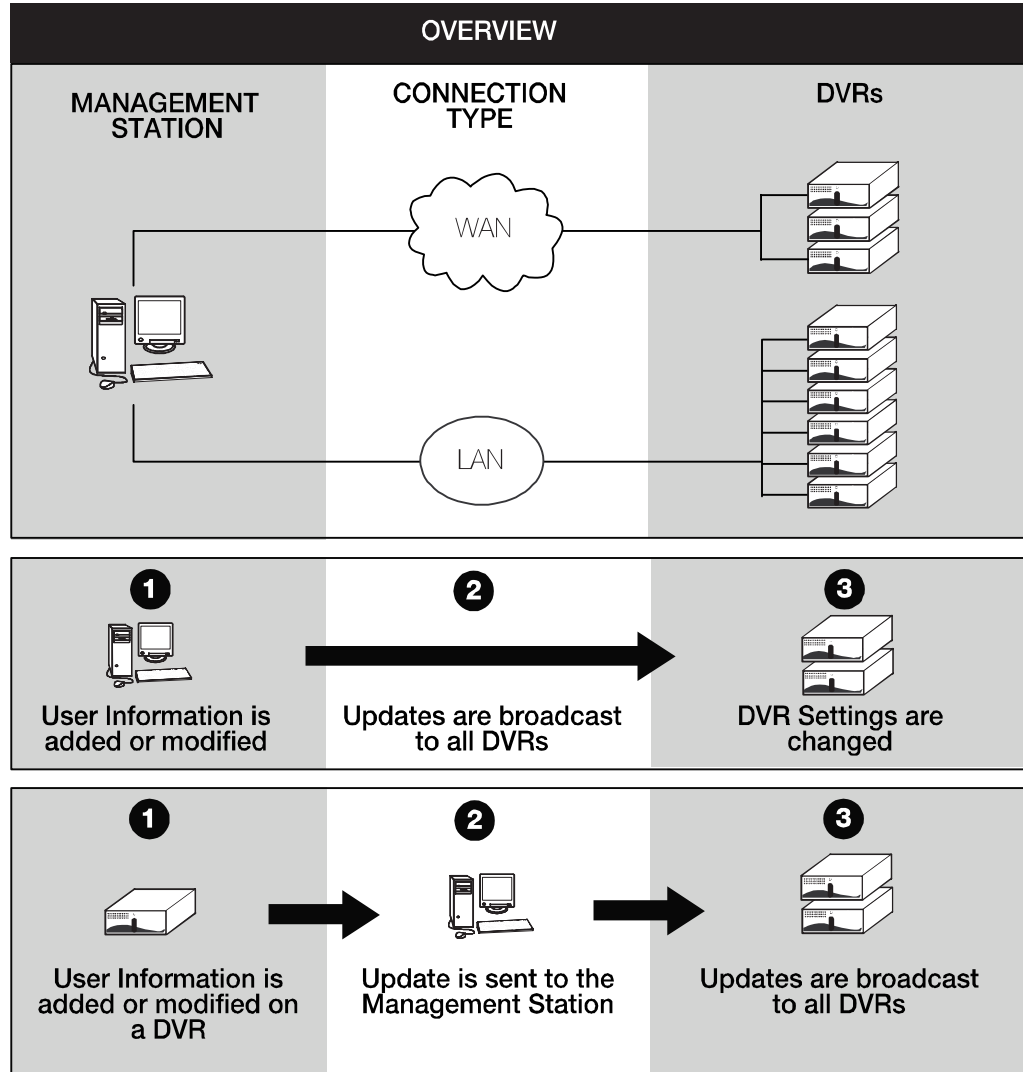 OVERVIEW
MANAGEMENT
STATION
CONNECTION
TYPE
DVRs
WAN
LAN
1
2
3
User Information is
added or modified
Updates are broadcast
to all DVRs
DVR Settings are
changed
1
2
3
User Information is
added or modified on
a DVR
Update is sent to the
Management Station
Updates are broadcast
to all DVRs